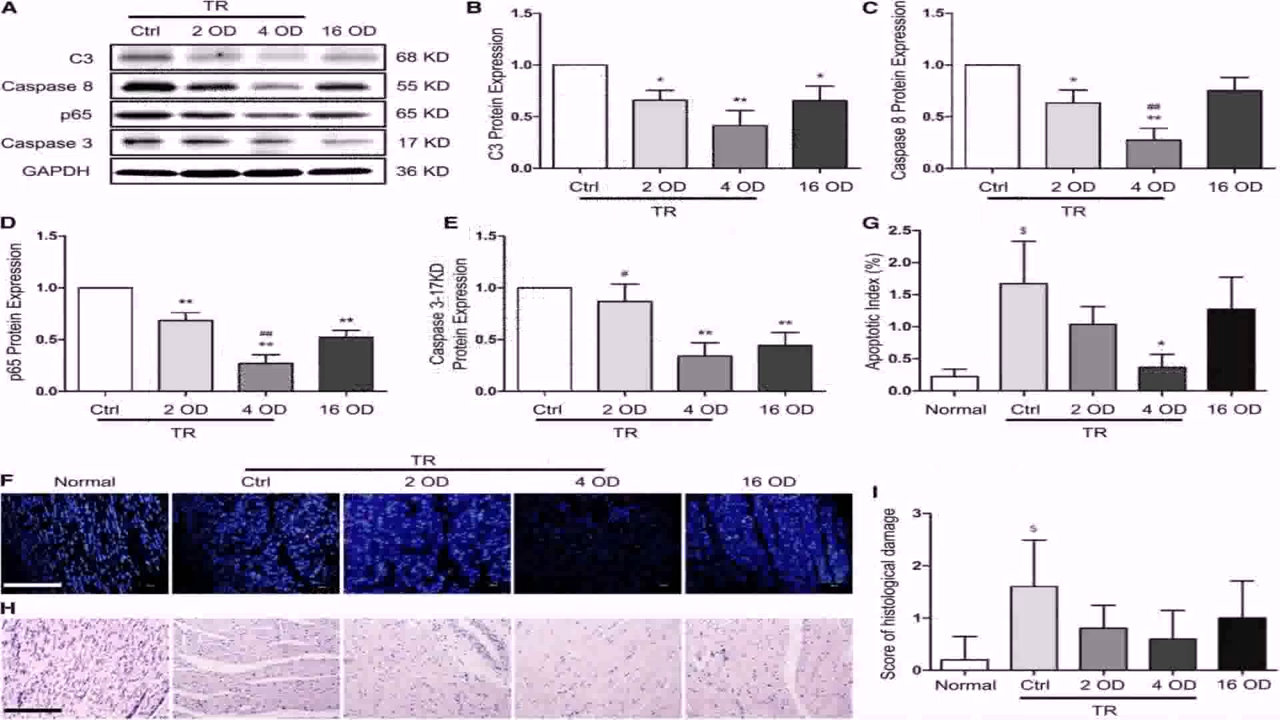 A
TR
Ctrl 2 OD 4 OD 16 OD
C3 68 KD
Caspase 8 55 KD
p65 65 KD
Caspase 3 17 KD
GAPDH 36 KD
B
C3 Protein Expression
1.5
1.0
0.5
0.0
*
**
*
Ctrl 2 OD 4 OD 16 OD
TR
C
Caspase 8 Protein Expression
1.5
1.0
0.5
0.0
*
##
**
Ctrl 2 OD 4 OD 16 OD
TR
D
p65 Protein Expression
1.5
1.0
0.5
0.0
**
##
**
**
Ctrl 2 OD 4 OD 16 OD
TR
E
Caspase 3-17KD
Protein Expression
1.5
1.0
0.5
0.0
#
**
**
Ctrl 2 OD 4 OD 16 OD
TR
G
Apoptotic Index (%)
2.5
2.0
1.5
1.0
0.5
0.0
$
*
Normal Ctrl 2 OD 4 OD 16 OD
TR
F
TR
Normal Ctrl 2 OD 4 OD 16 OD
H
I
Score of histological damage
3
2
1
0
$
Normal Ctrl 2 OD 4 OD 16 OD
TR